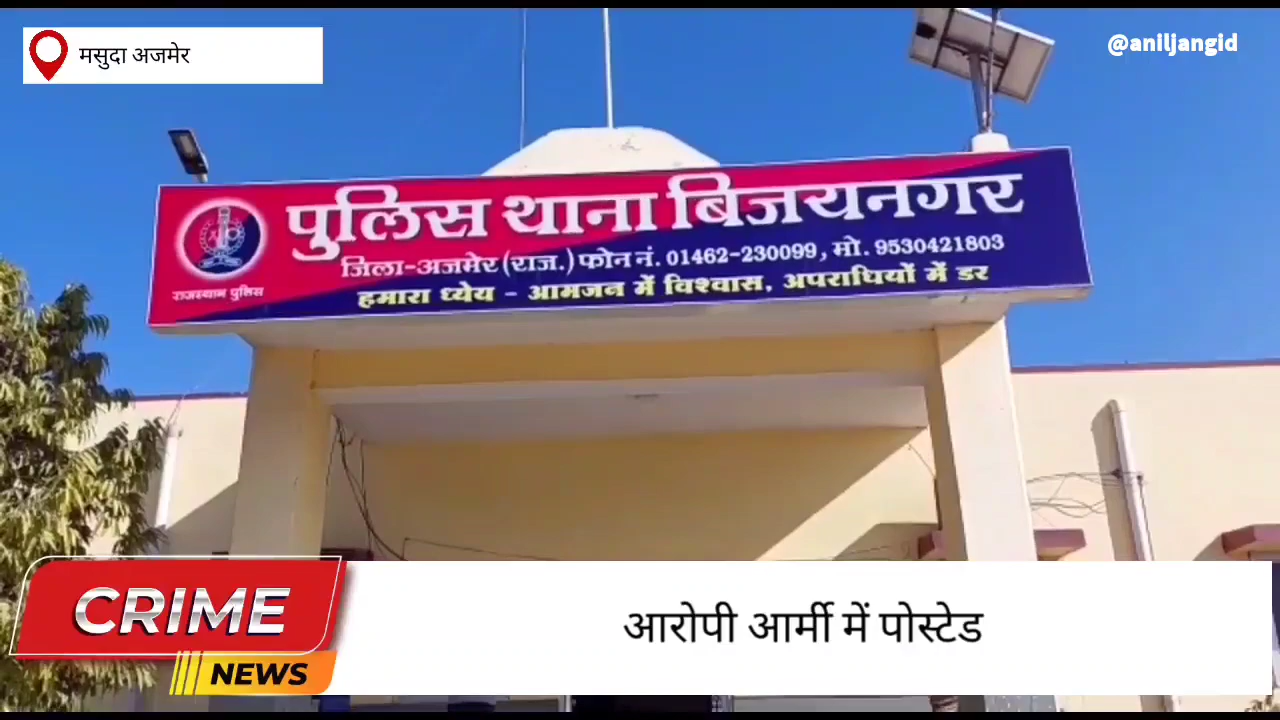 मसुदा अजमेर
@aniljangid
पुलिस थाना बिजयनगर
जिला-अजमेर (राज.) फोन नं. 01462-230099, मो. 9530421803
हमारा ध्येय - आमजन में विश्वास, अपराधियों में डर
राजस्थान पुलिस
CRIME
NEWS
आरोपी आर्मी में पोस्टेड